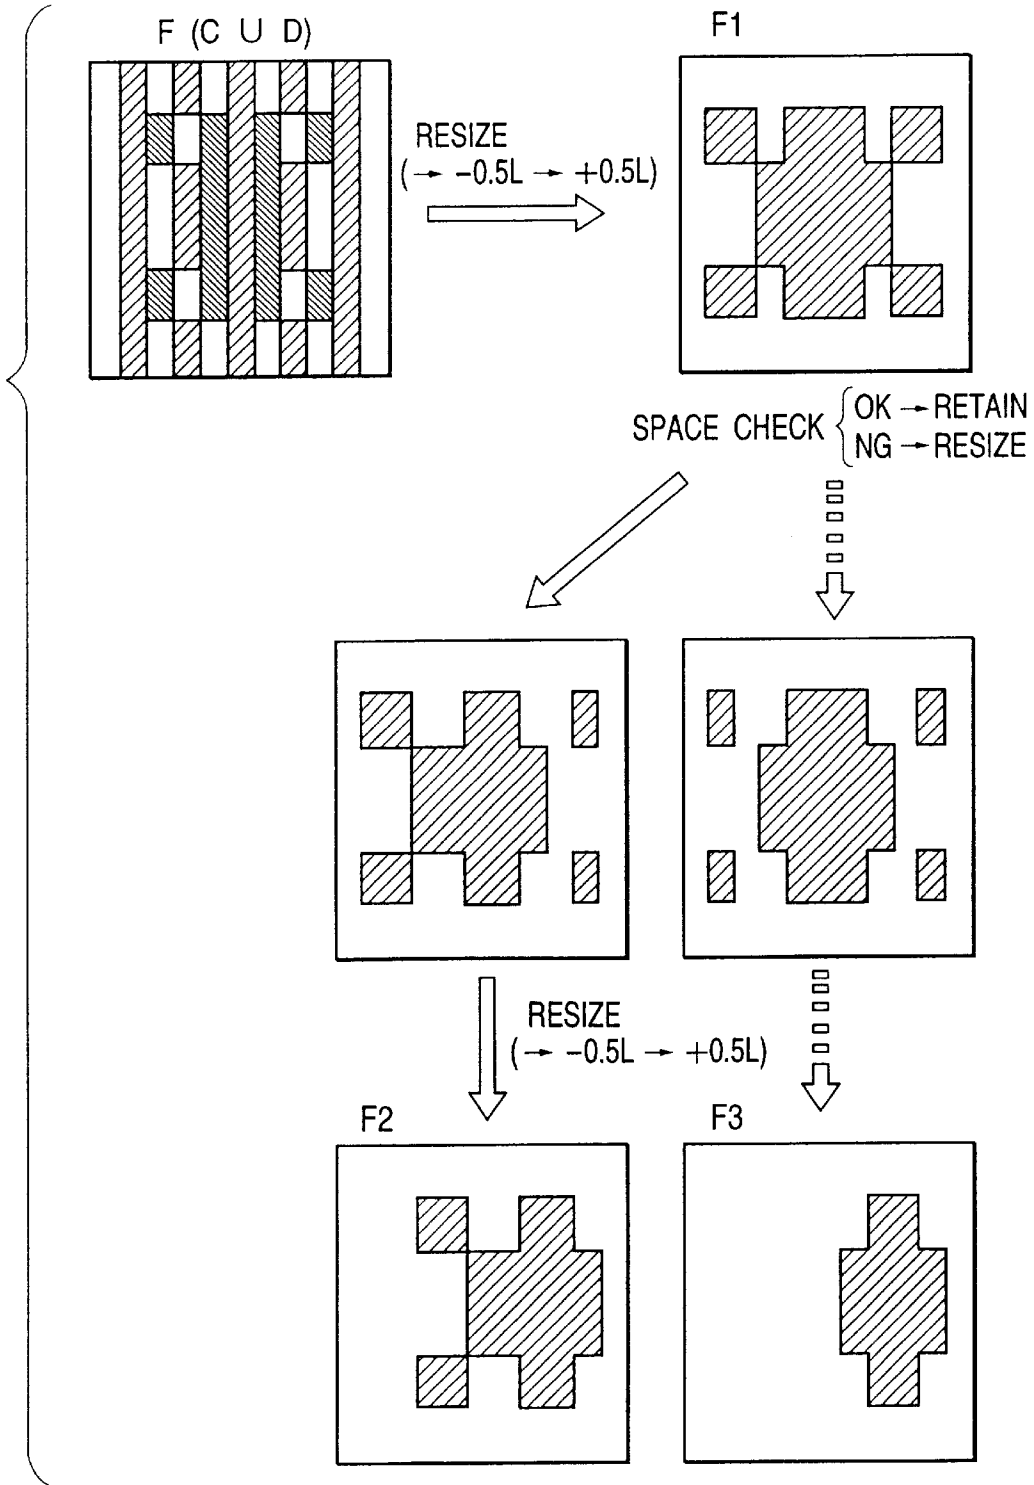 F (C ∪ D)
F1
RESIZE
(→ -0.5L → +0.5L)
SPACE CHECK
OK → RETAIN
NG → RESIZE
RESIZE
(→ -0.5L → +0.5L)
F2
F3